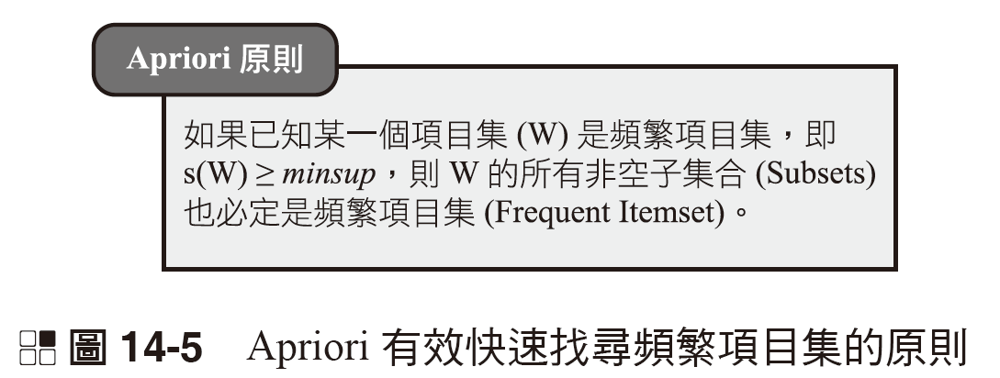 Apriori 原則
如果已知某一個項目集 (W) 是頻繁項目集，即
s(W) ≥ minsup，則 W 的所有非空子集合 (Subsets)
也必定是頻繁項目集 (Frequent Itemset)。
圖 14-5 Apriori 有效快速找尋頻繁項目集的原則